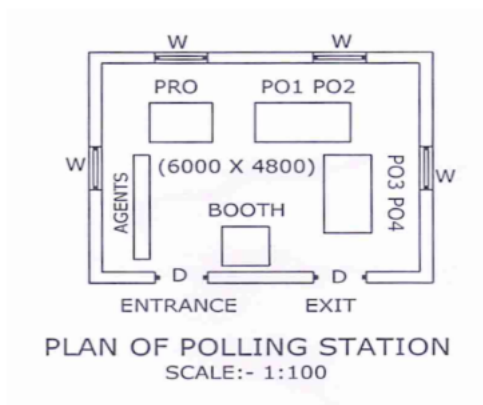 W W
PRO PO1 PO2
W (6000 X 4800) W
AGENTS
PO3 PO4
BOOTH
D D
ENTRANCE EXIT
PLAN OF POLLING STATION
SCALE:- 1:100